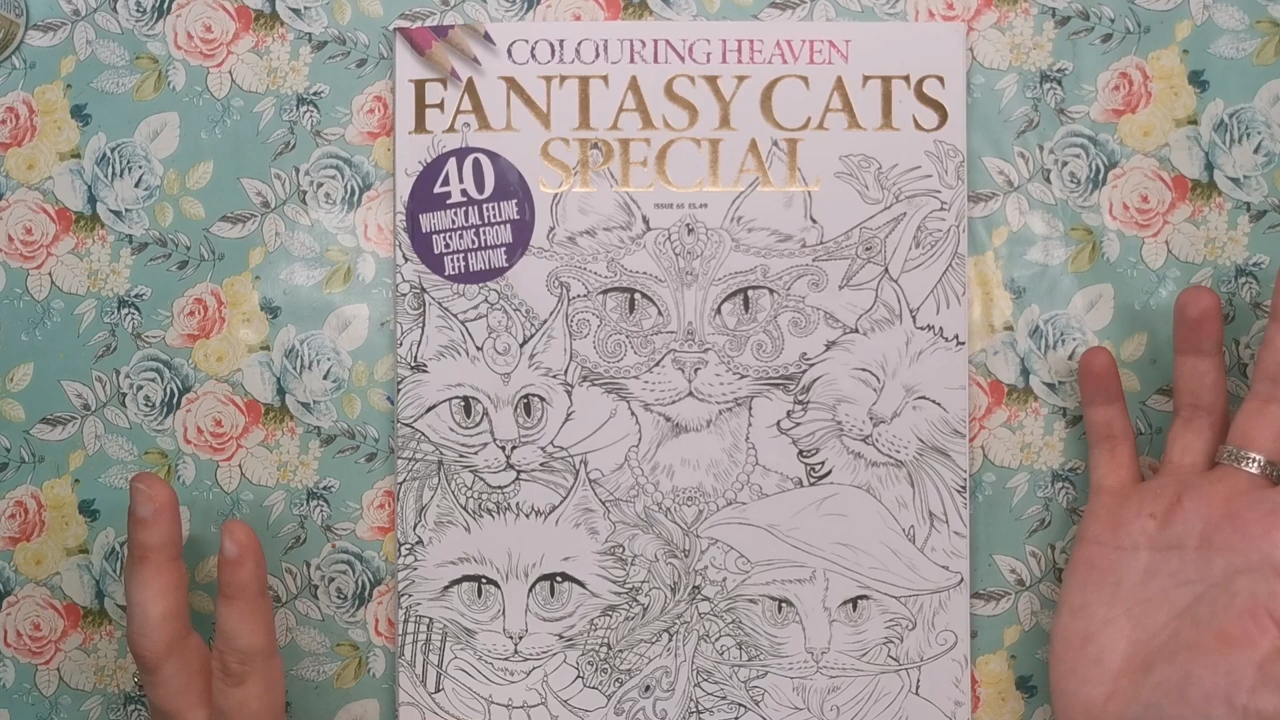 COLOURING HEAVEN
FANTASY CATS
SPECIAL
40
WHIMSICAL FELINE
DESIGNS FROM
JEFF HAYNIE
ISSUE 65 £5.49